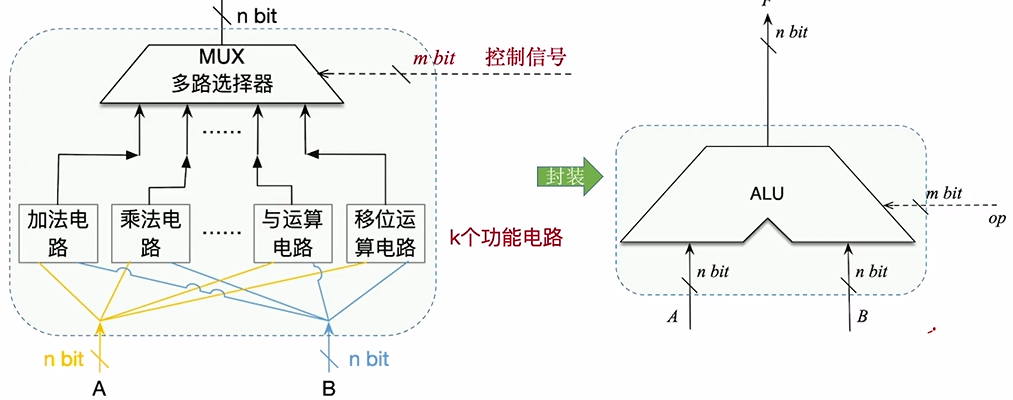 n bit
MUX
多路选择器
m bit 控制信号
......
加法电
路
乘法电
路
......
与运算
电路
移位运
算电路
k个功能电路
n bit
n bit
A
B
封装
F
n bit
ALU
m bit
op
n bit
n bit
A
B